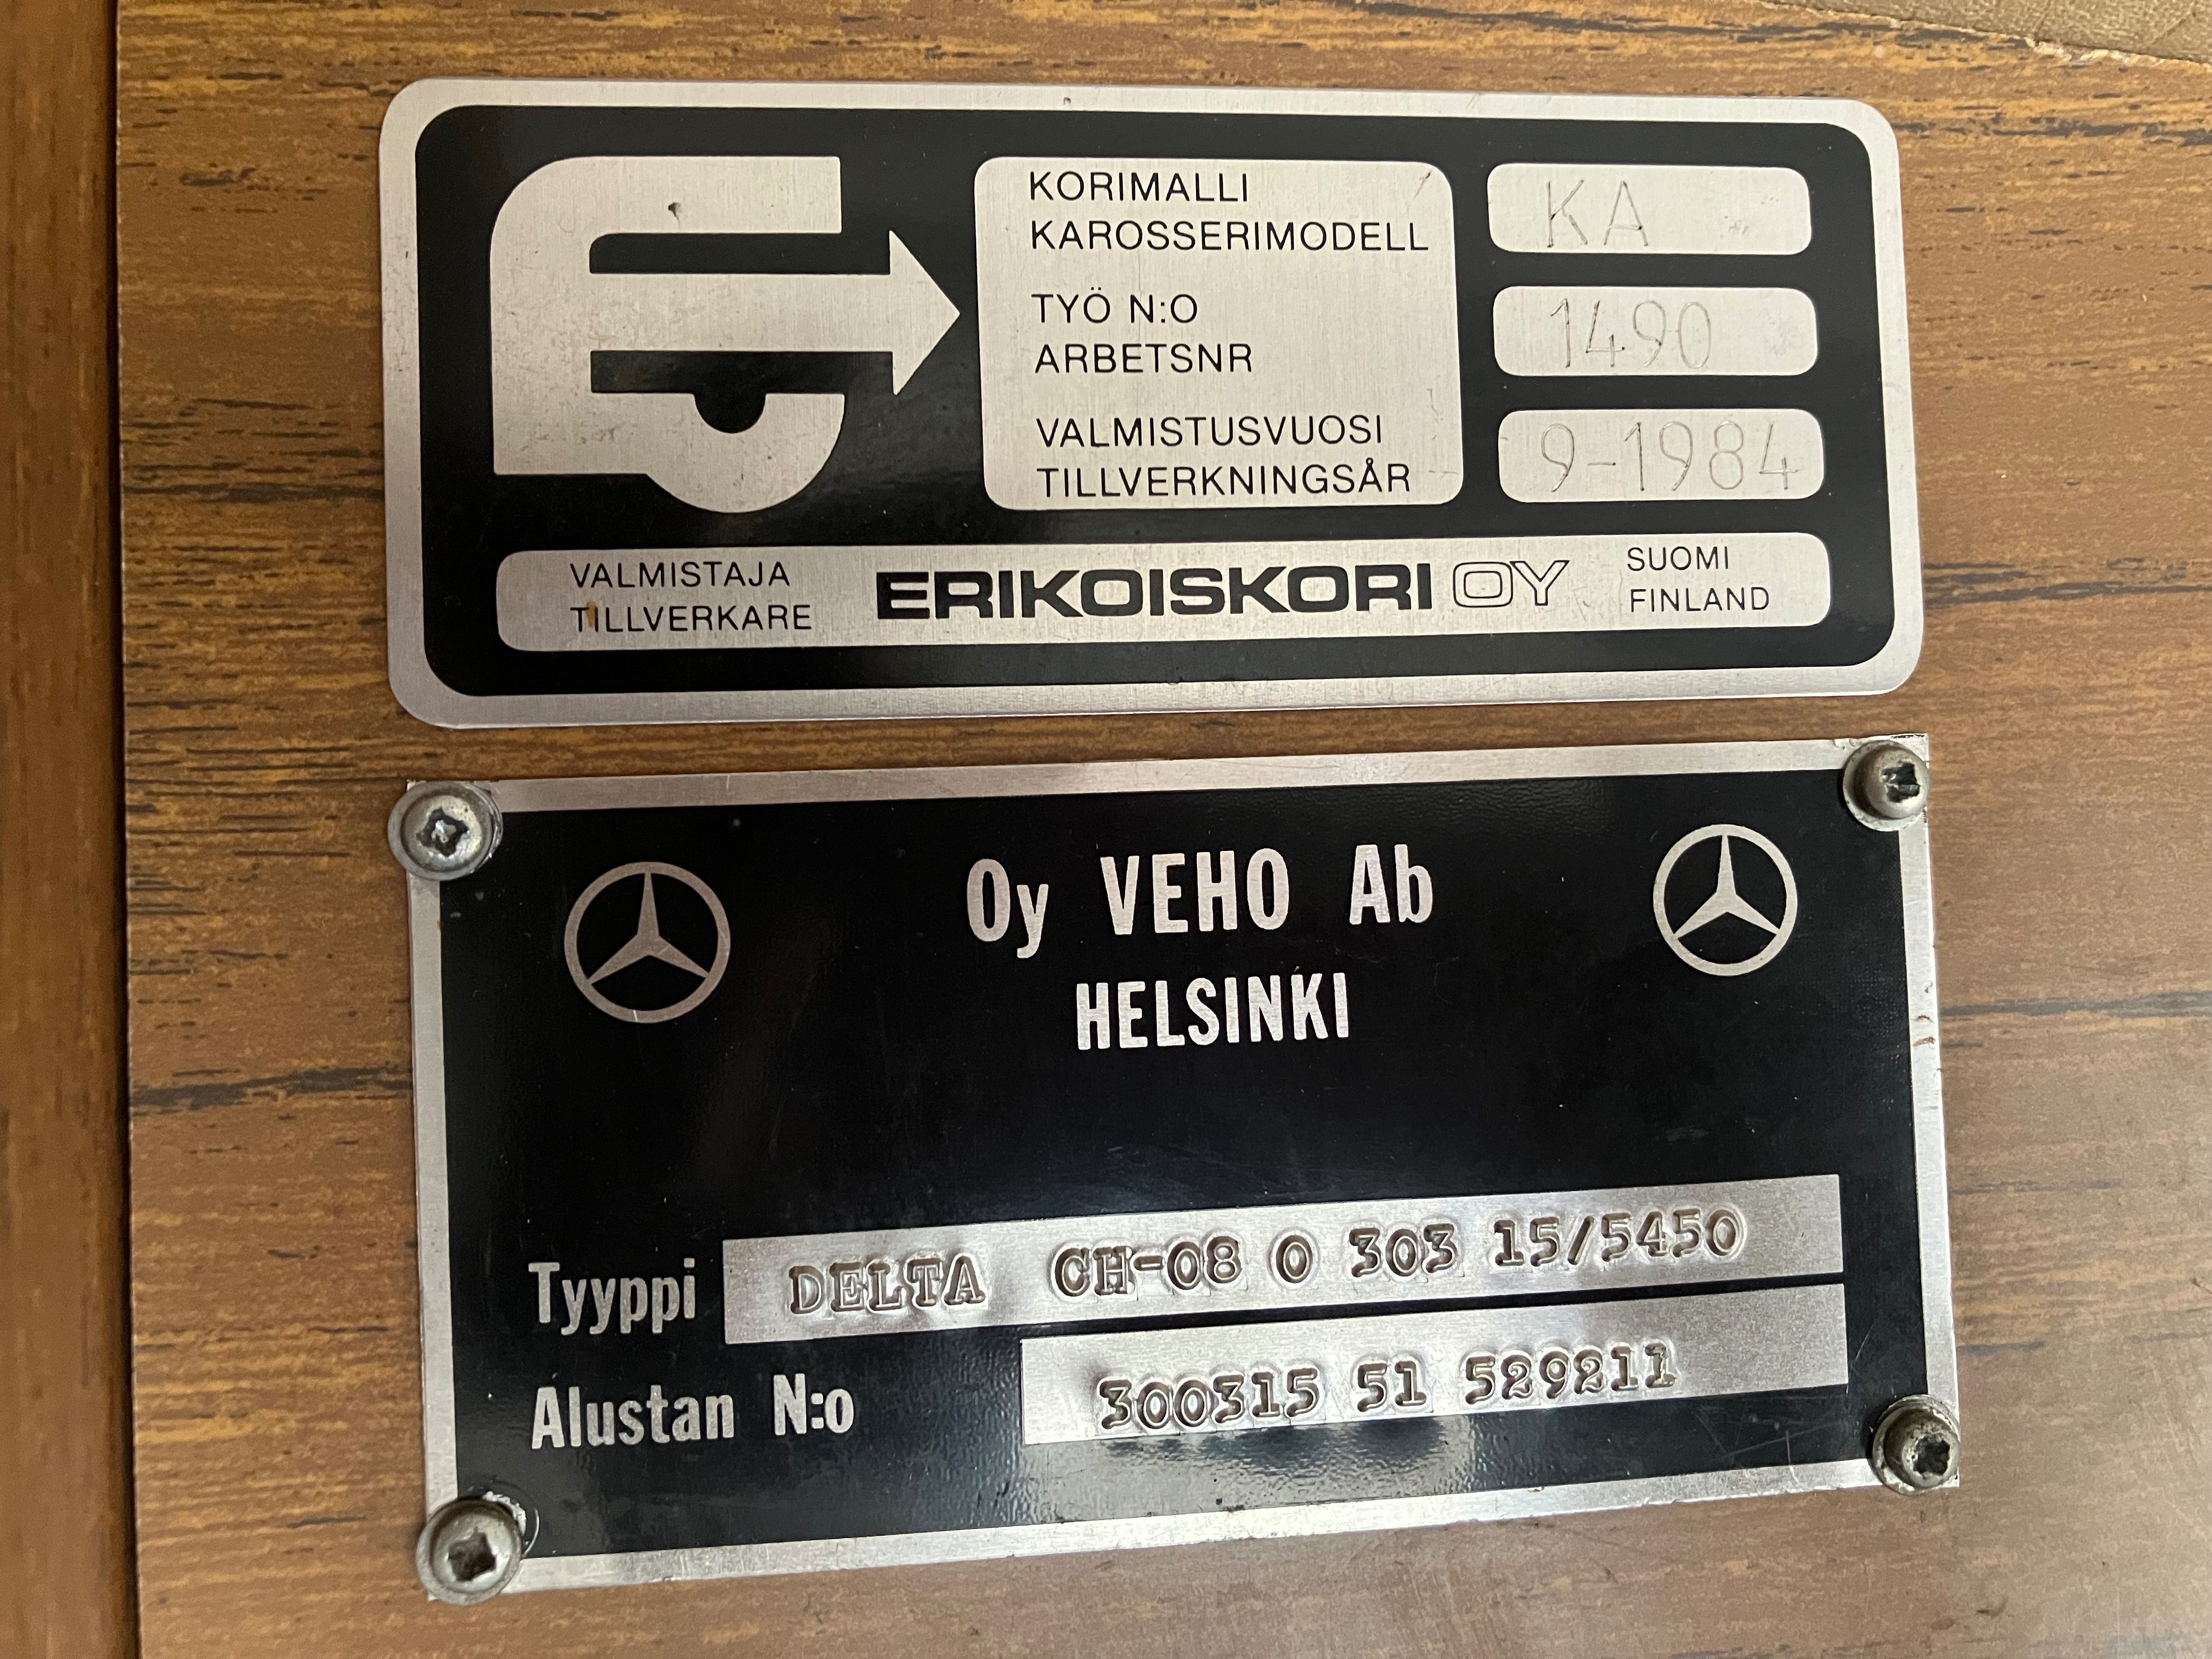 KORIMALLI
KAROSSERIMODELL
KA
TYÖ N:O
ARBETSNR
1490
VALMISTUSVUOSI
TILLVERKNINGSÅR
9-1984
VALMISTAJA
TILLVERKARE
ERIKOISKORI OY
SUOMI
FINLAND
Oy VEHO Ab
HELSINKI
Tyyppi DELTA CH-08 O 303 15/5450
Alustan N:o 300315 51 529211